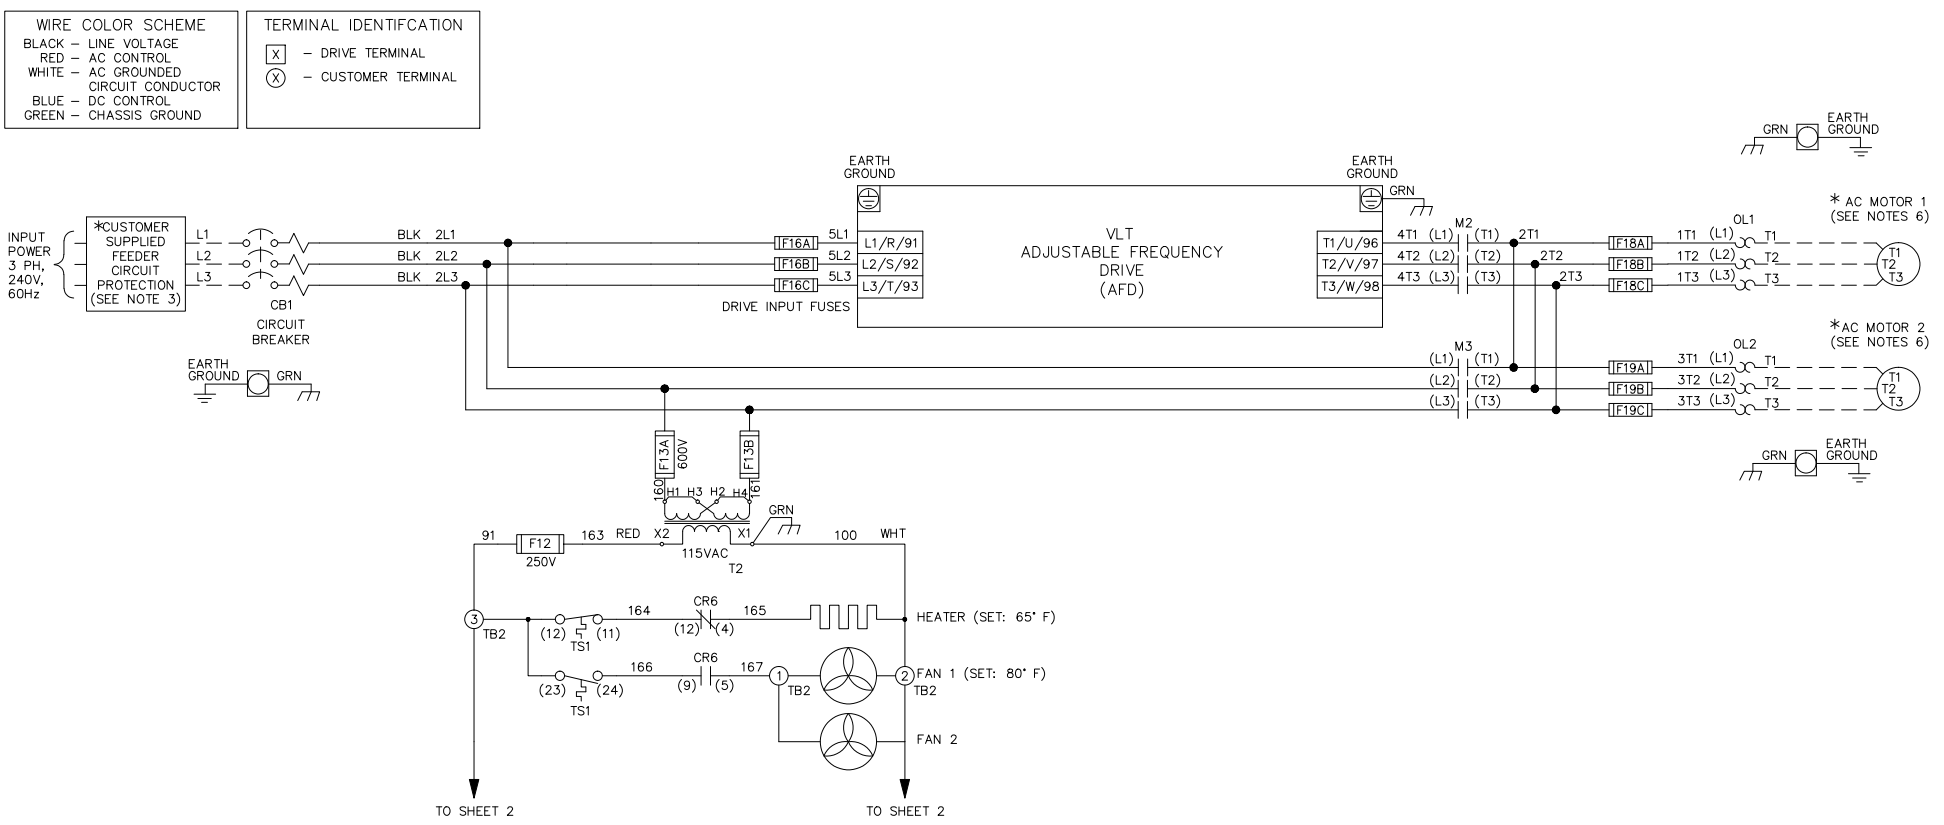 WIRE COLOR SCHEME
BLACK – LINE VOLTAGE
RED – AC CONTROL
WHITE – AC GROUNDED
CIRCUIT CONDUCTOR
BLUE – DC CONTROL
GREEN – CHASSIS GROUND
TERMINAL IDENTIFCATION
X – DRIVE TERMINAL
X – CUSTOMER TERMINAL
GRN
EARTH
GROUND
INPUT
POWER
3 PH,
240V,
60Hz
*CUSTOMER
SUPPLIED
FEEDER
CIRCUIT
PROTECTION
(SEE NOTE 3)
L1
L2
L3
CB1
CIRCUIT
BREAKER
BLK 2L1
BLK 2L2
BLK 2L3
F16A 5L1
F16B 5L2
F16C 5L3
DRIVE INPUT FUSES
EARTH
GROUND
L1/R/91
L2/S/92
L3/T/93
VLT
ADJUSTABLE FREQUENCY
DRIVE
(AFD)
EARTH
GROUND
GRN
T1/U/96
T2/V/97
T3/W/98
M2
4T1 (L1) (T1) 2T1
4T2 (L2) (T2) 2T2
4T3 (L3) (T3) 2T3
F18A
F18B
F18C
OL1
1T1 (L1) T1
1T2 (L2) T2
1T3 (L3) T3
* AC MOTOR 1
(SEE NOTES 6)
T1
T2
T3
M3
(L1) (T1)
(L2) (T2)
(L3) (T3)
F19A
F19B
F19C
OL2
3T1 (L1) T1
3T2 (L2) T2
3T3 (L3) T3
*AC MOTOR 2
(SEE NOTES 6)
T1
T2
T3
EARTH
GROUND
GRN
GRN
EARTH
GROUND
F13A
600V
F13B
160
H1 H3 H2 H4
161
GRN
91
F12
250V
163 RED X2
X1
115VAC
T2
100 WHT
3
TB2
(12) (11)
TS1
164
CR6
(12) (4)
165
HEATER (SET: 65° F)
(23) (24)
TS1
166
CR6
(9) (5)
167
1
TB2
2
TB2
FAN 1 (SET: 80° F)
FAN 2
TO SHEET 2
TO SHEET 2